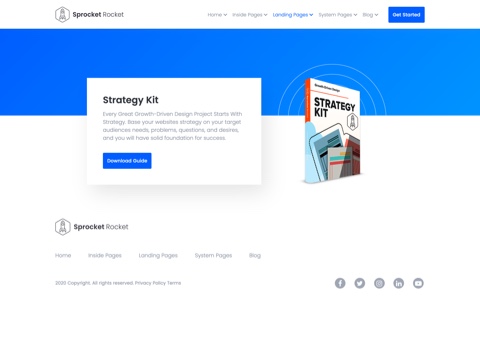 Sprocket Rocket
Home Inside Pages Landing Pages System Pages Blog Get Started
Strategy Kit
Every Great Growth-Driven Design Project Starts With
Strategy. Base your websites strategy on your target
audiences needs, problems, questions, and desires,
and you will have solid foundation for success.
Download Guide
Growth-Driven Design
STRATEGY
KIT
Sprocket Rocket
Home Inside Pages Landing Pages System Pages Blog
2020 Copyright. All rights reserved. Privacy Policy Terms.